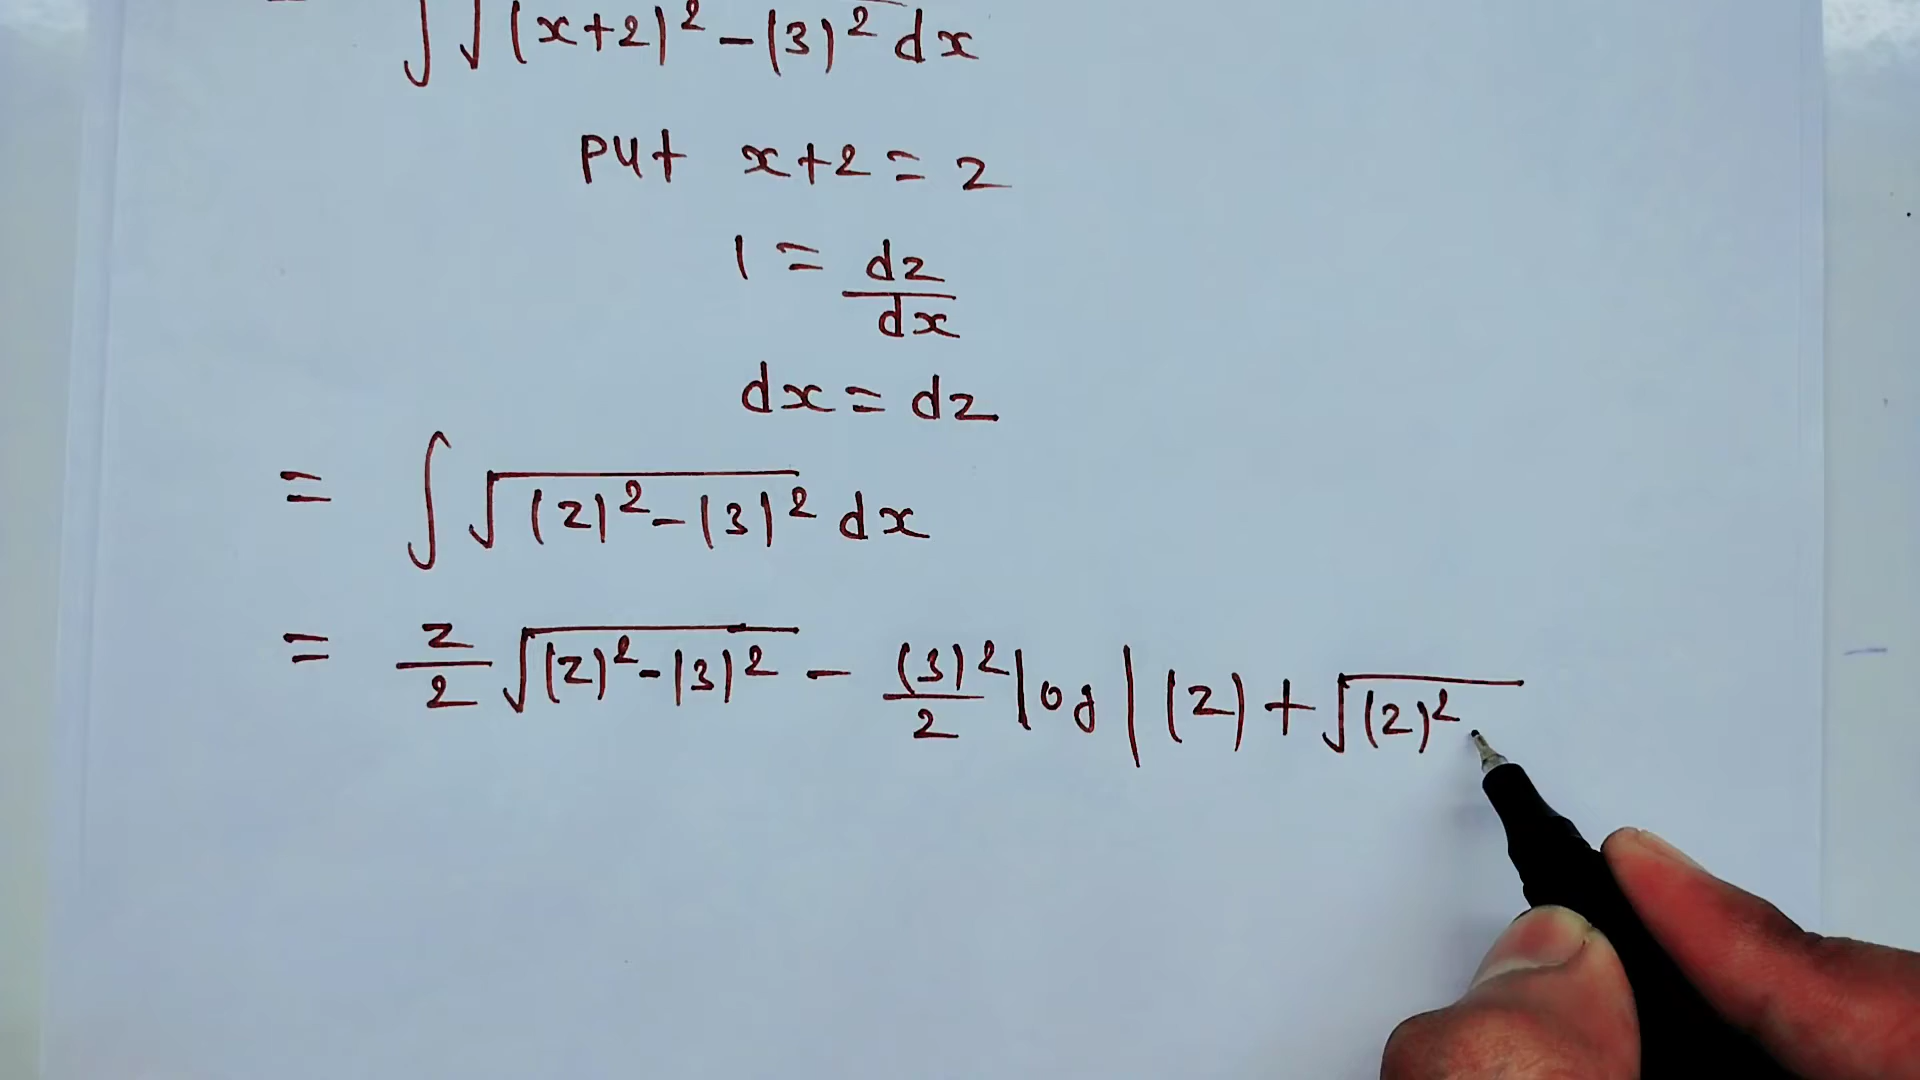 ∫√(x+2)²-(3)² dx
put x+2=z
1 = dz/dx
dx = dz
= ∫√(z)²-(3)² dx
= z/2 √(z)²-(3)² - (3)²/2 log|(z)+√(z)²